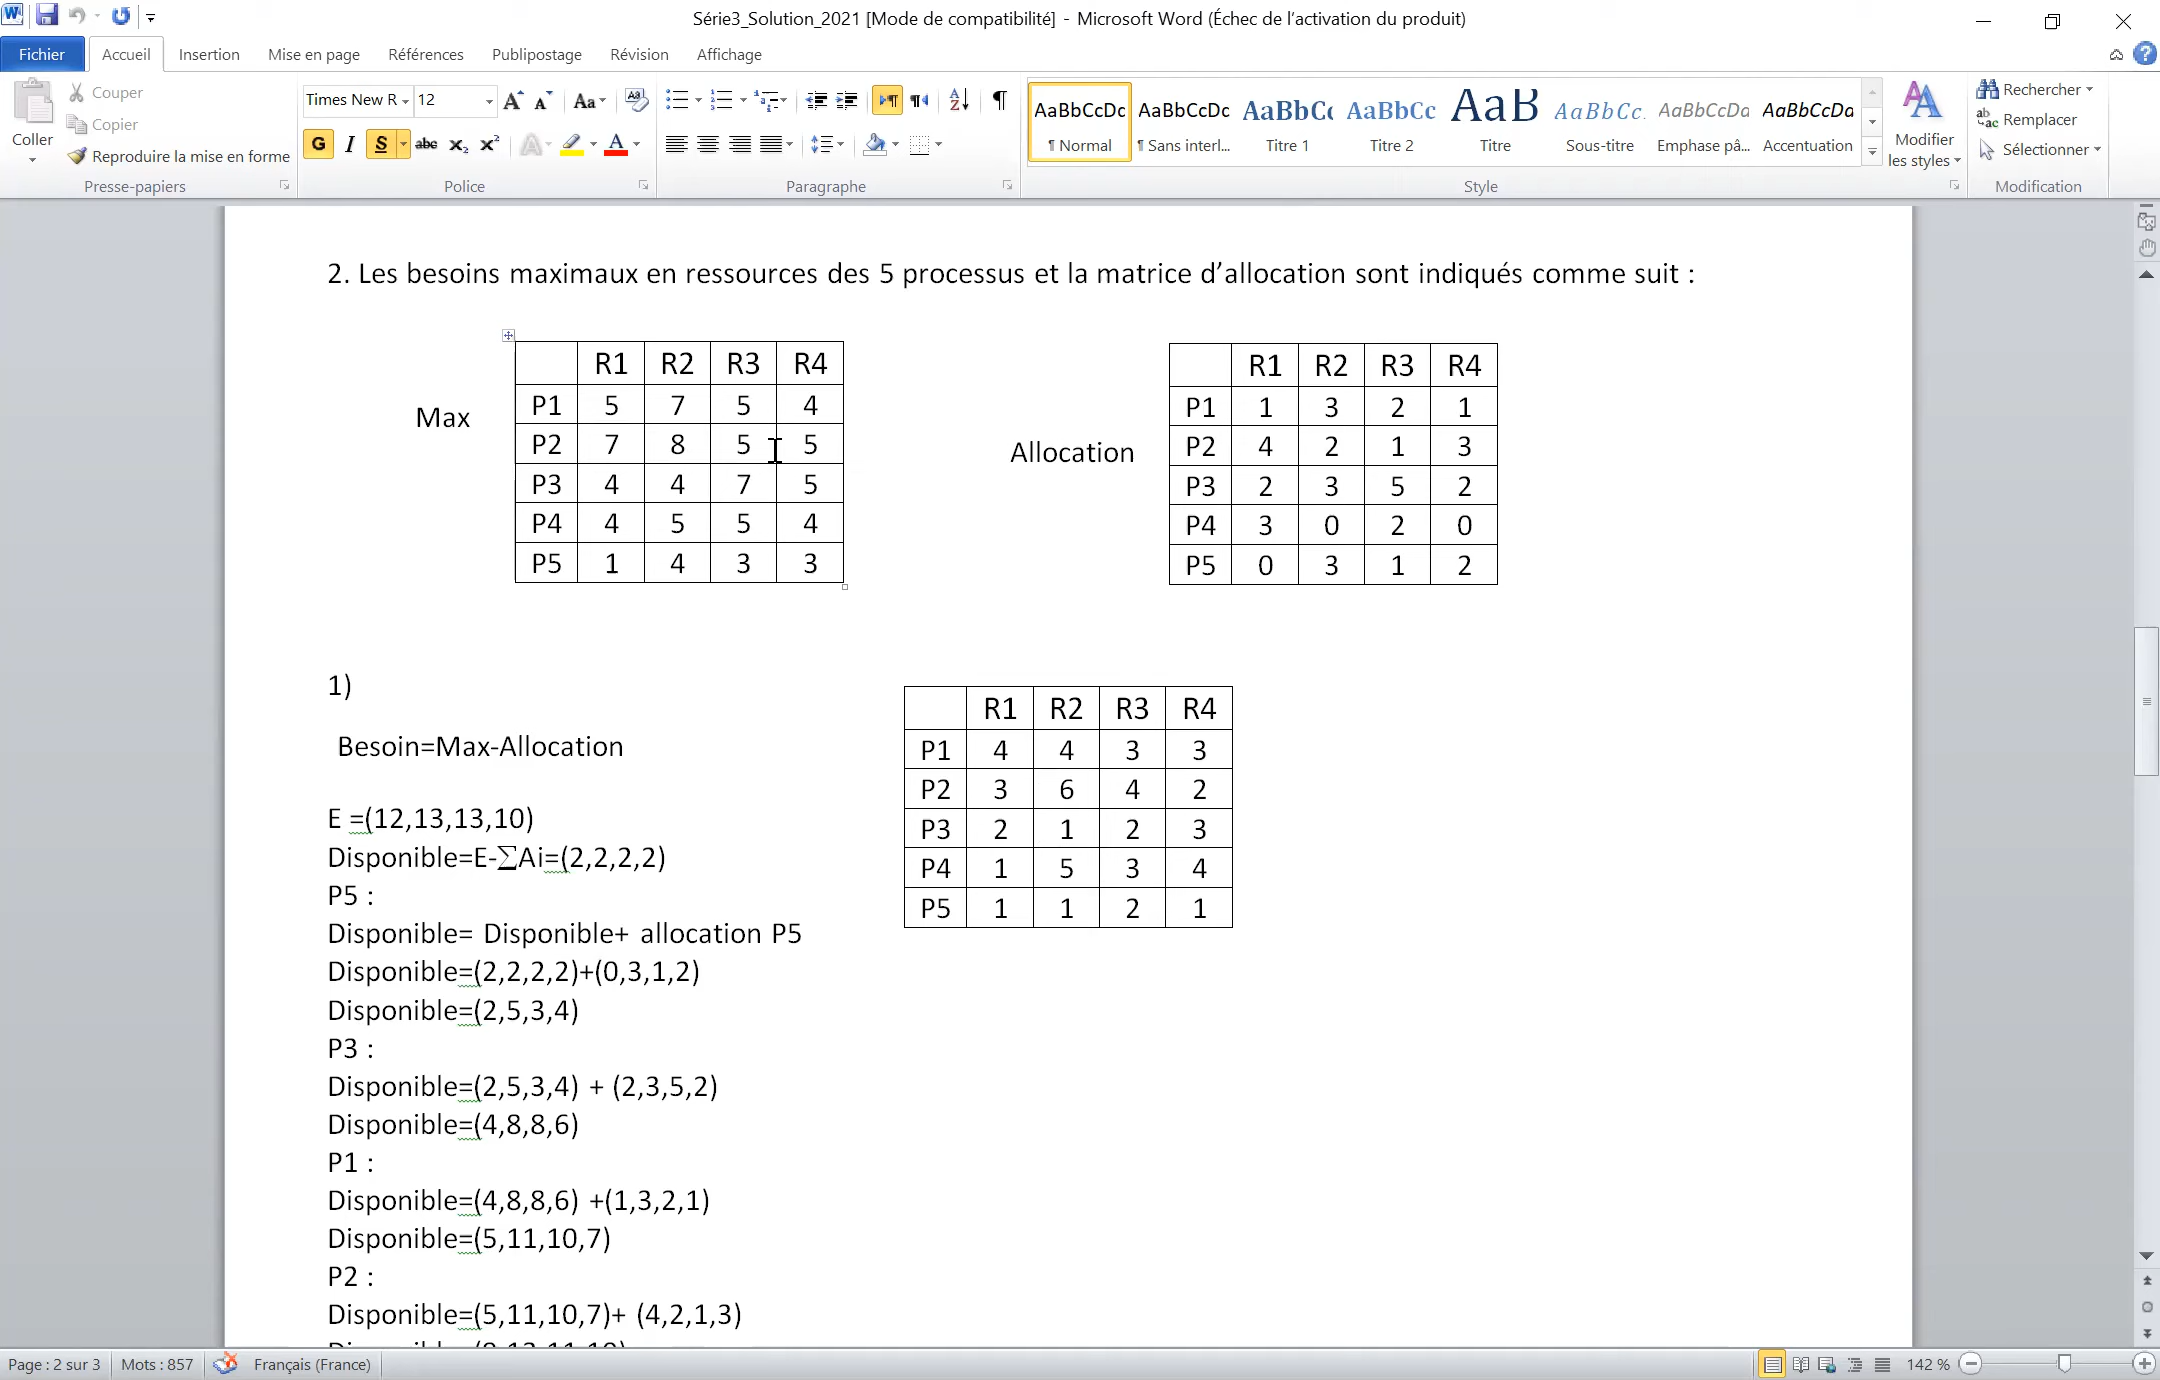 Série3_Solution_2021 [Mode de compatibilité] - Microsoft Word (Échec de l'activation du produit)
Fichier Accueil Insertion Mise en page Références Publipostage Révision Affichage
Coller
Couper
Copier
Reproduire la mise en forme
Presse-papiers
Times New R 12
Police
Paragraphe
AaBbCcDc AaBbCcDc AaBbCc AaBbCc AaB AaBbCc. AaBbCcDa AaBbCcDa
¶ Normal ¶ Sans interl... Titre 1 Titre 2 Titre Sous-titre Emphase pâ... Accentuation
Style
Modifier
les styles
Rechercher
Remplacer
Sélectionner
Modification
2. Les besoins maximaux en ressources des 5 processus et la matrice d’allocation sont indiqués comme suit :
Max
R1 R2 R3 R4
P1 5 7 5 4
P2 7 8 5 5
P3 4 4 7 5
P4 4 5 5 4
P5 1 4 3 3
Allocation
R1 R2 R3 R4
P1 1 3 2 1
P2 4 2 1 3
P3 2 3 5 2
P4 3 0 2 0
P5 0 3 1 2
1)
Besoin=Max-Allocation
R1 R2 R3 R4
P1 4 4 3 3
P2 3 6 4 2
P3 2 1 2 3
P4 1 5 3 4
P5 1 1 2 1
E =(12,13,13,10)
Disponible=E-∑Ai=(2,2,2,2)
P5 :
Disponible= Disponible+ allocation P5
Disponible=(2,2,2,2)+(0,3,1,2)
Disponible=(2,5,3,4)
P3 :
Disponible=(2,5,3,4) + (2,3,5,2)
Disponible=(4,8,8,6)
P1 :
Disponible=(4,8,8,6) +(1,3,2,1)
Disponible=(5,11,10,7)
P2 :
Disponible=(5,11,10,7)+ (4,2,1,3)
Page : 2 sur 3 Mots : 857 Français (France) 142 %